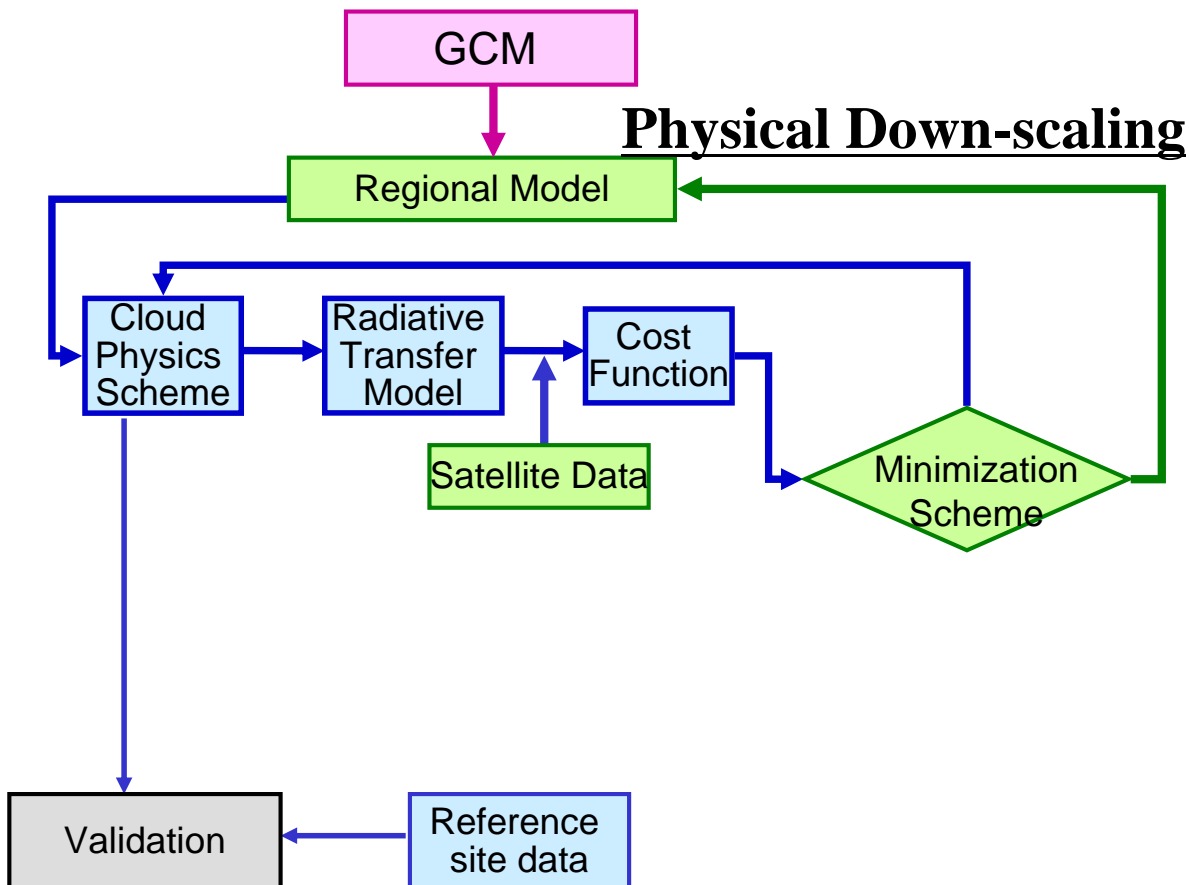 GCM
Physical Down-scaling
Regional Model
Cloud
Physics
Scheme
Radiative
Transfer
Model
Cost
Function
Satellite Data
Minimization
Scheme
Validation
Reference
site data